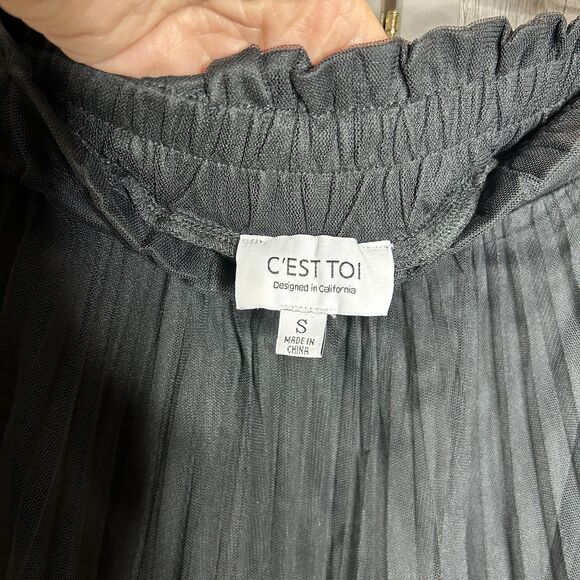 C'EST TOI
Designed in California
S
MADE IN
CHINA